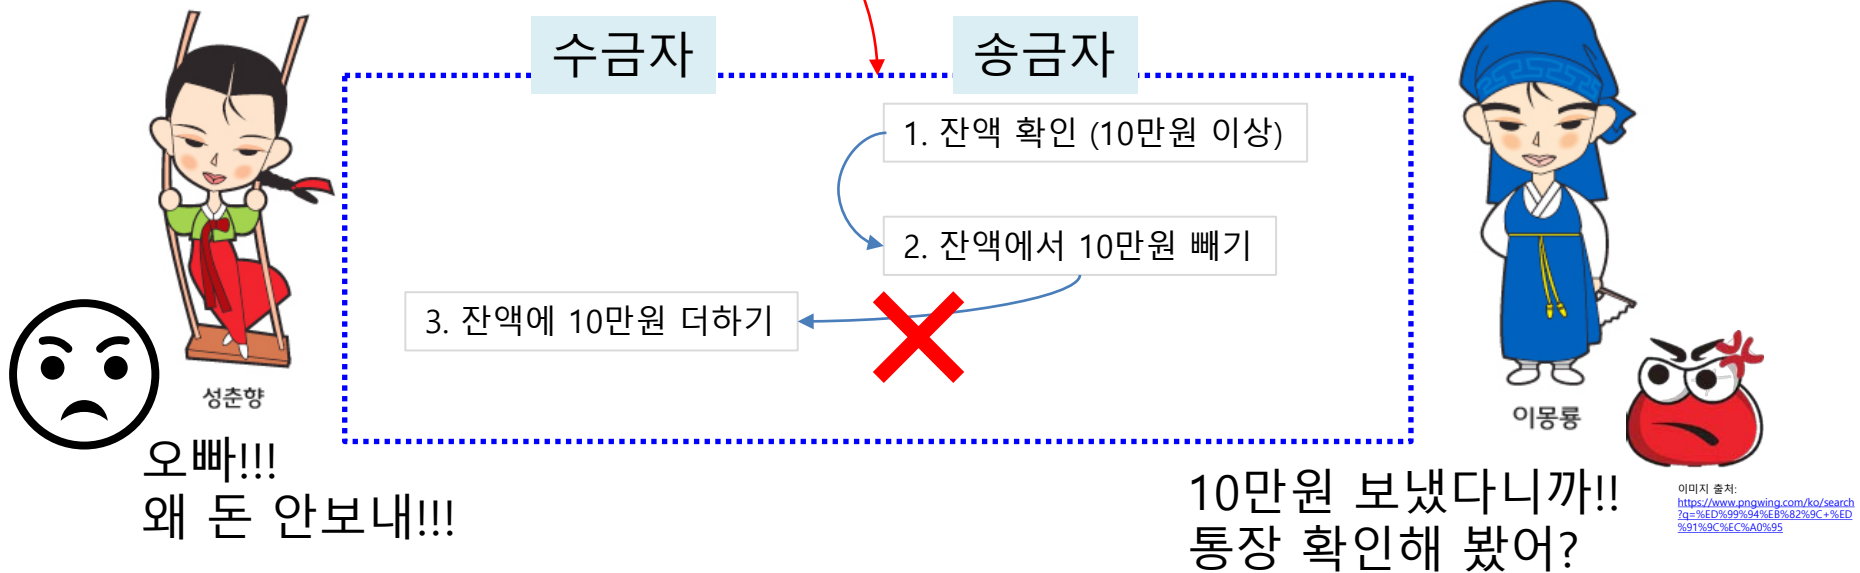 수금자
송금자
1. 잔액 확인 (10만원 이상)
2. 잔액에서 10만원 빼기
3. 잔액에 10만원 더하기
성춘향
이몽룡
오빠!!!
왜 돈 안보내!!!
10만원 보냈다니까!!
통장 확인해 봤어?
이미지 출처:
https://www.pngwing.com/ko/search
?q=%ED%99%94%EB%82%9C+%ED
%91%9C%EC%A0%95